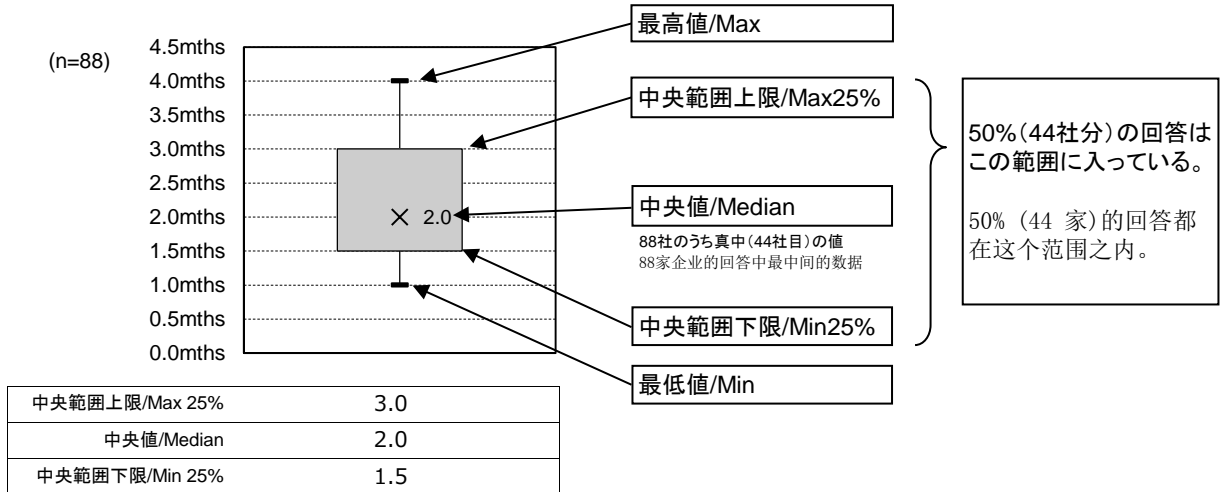 (n=88)
4.5mths
4.0mths
3.5mths
3.0mths
2.5mths
2.0mths
1.5mths
1.0mths
0.5mths
0.0mths
2.0
最高値/Max
中央範囲上限/Max25%
中央値/Median
88社のうち真中(44社目)の値
88家企业的回答中最中间的数据
中央範囲下限/Min25%
最低値/Min
50%(44社分)の回答は
この範囲に入っている。
50% (44 家)的回答都
在这个范围之内。
中央範囲上限/Max 25% 3.0
中央値/Median 2.0
中央範囲下限/Min 25% 1.5